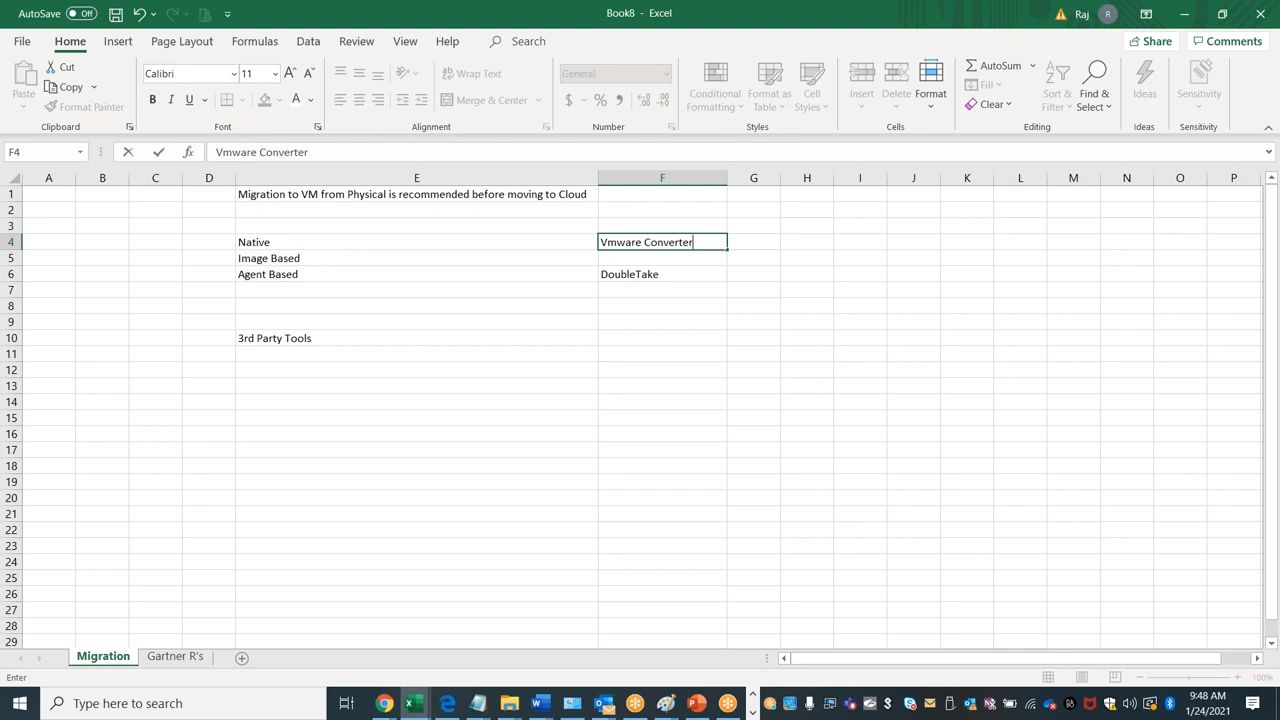 AutoSave Off
Book8 - Excel
Raj R
File Home Insert Draw Page Layout Formulas Data Review View Help Search
Share Comments
Paste
Cut
Copy
Format Painter
Clipboard
Calibri 11 A A
B I U A
Font
Wrap Text
Merge & Center
Alignment
General
$ % ,
Number
Conditional Formatting
Format as Table
Cell Styles
Styles
Insert Delete Format
Cells
AutoSum
Fill
Clear
Sort & Filter
Find & Select
Editing
Ideas
Ideas
Sensitivity
Sensitivity
F4 fx Vmware Converter
A B C D E F G H I J K L M N O P
1 Migration to VM from Physical is recommended before moving to Cloud
2
3
4 Native Vmware Converter
5 Image Based
6 Agent Based DoubleTake
7
8
9
10 3rd Party Tools
11
12
13
14
15
16
17
18
19
20
21
22
23
24
25
26
27
28
29
Migration Gartner R's
Enter 100%
Type here to search
9:48 AM
1/24/2021